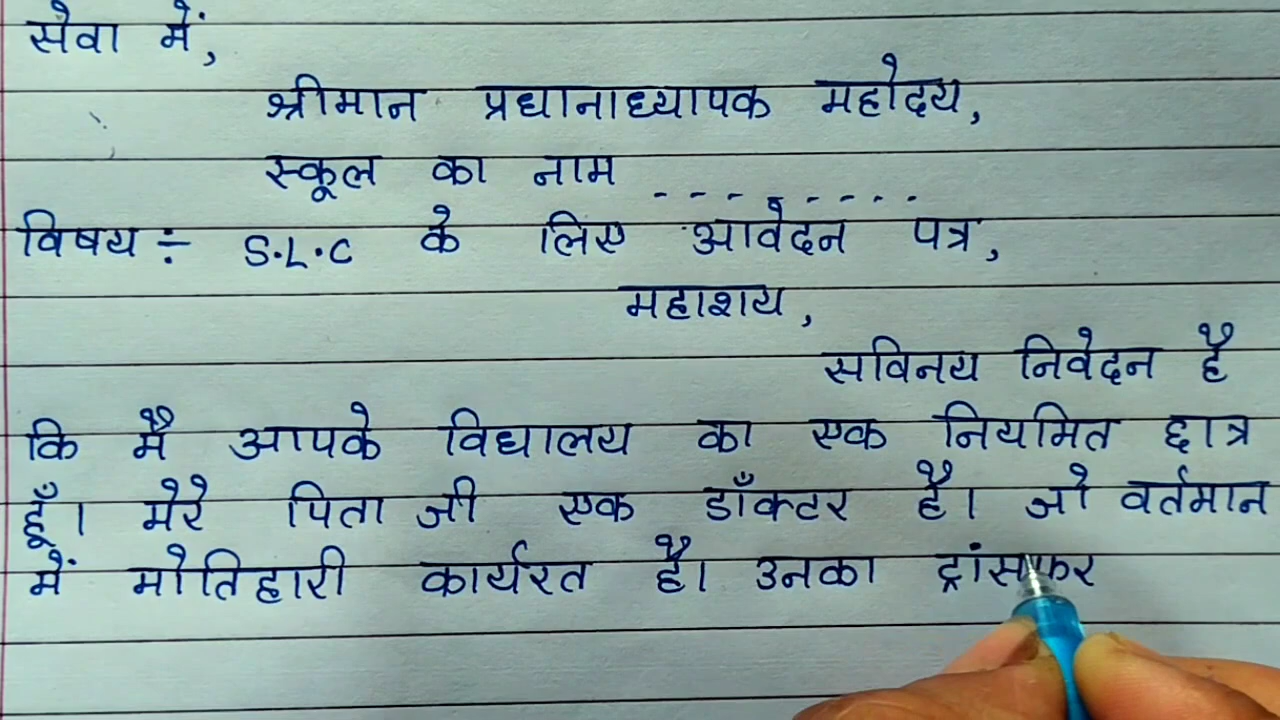 सेवा में,
श्रीमान प्रधानाध्यापक महोदय,
स्कूल का नाम - - - - - - - - -
विषय ÷ S.L.C के लिए आवेदन पत्र,
महाशय,
सविनय निवेदन है
कि मै आपके विद्यालय का एक नियमित छात्र
हूँ। मेरे पिता जी एक डाँक्टर है। जो वर्तमान
में मोतिहारी कार्यरत है। उनका ट्रांसफर